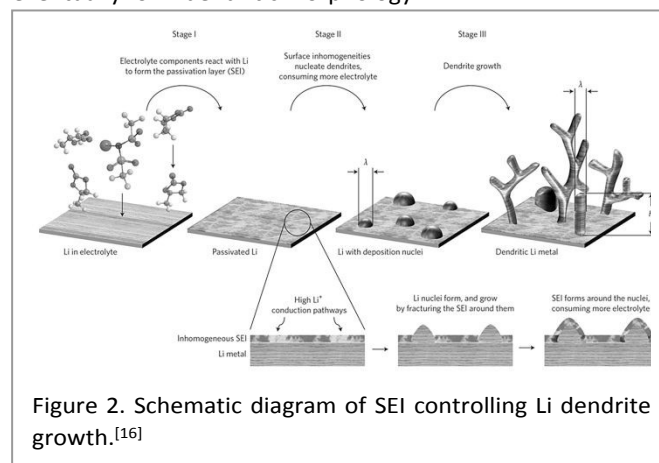 Stage I
Stage II
Stage III
Electrolyte components react with Li
to form the passivation layer (SEI)
Surface inhomogeneities
nucleate dendrites,
consuming more electrolyte
Dendrite growth
λ
λ
Li in electrolyte
Passivated Li
Li with deposition nuclei
Dendritic Li metal
High Li⁺
conduction pathways
Li nuclei form, and grow
by fracturing the SEI around them
SEI forms around the nuclei,
consuming more electrolyte
Inhomogeneous SEI
Li metal
Figure 2. Schematic diagram of SEI controlling Li dendrite
growth.[16]